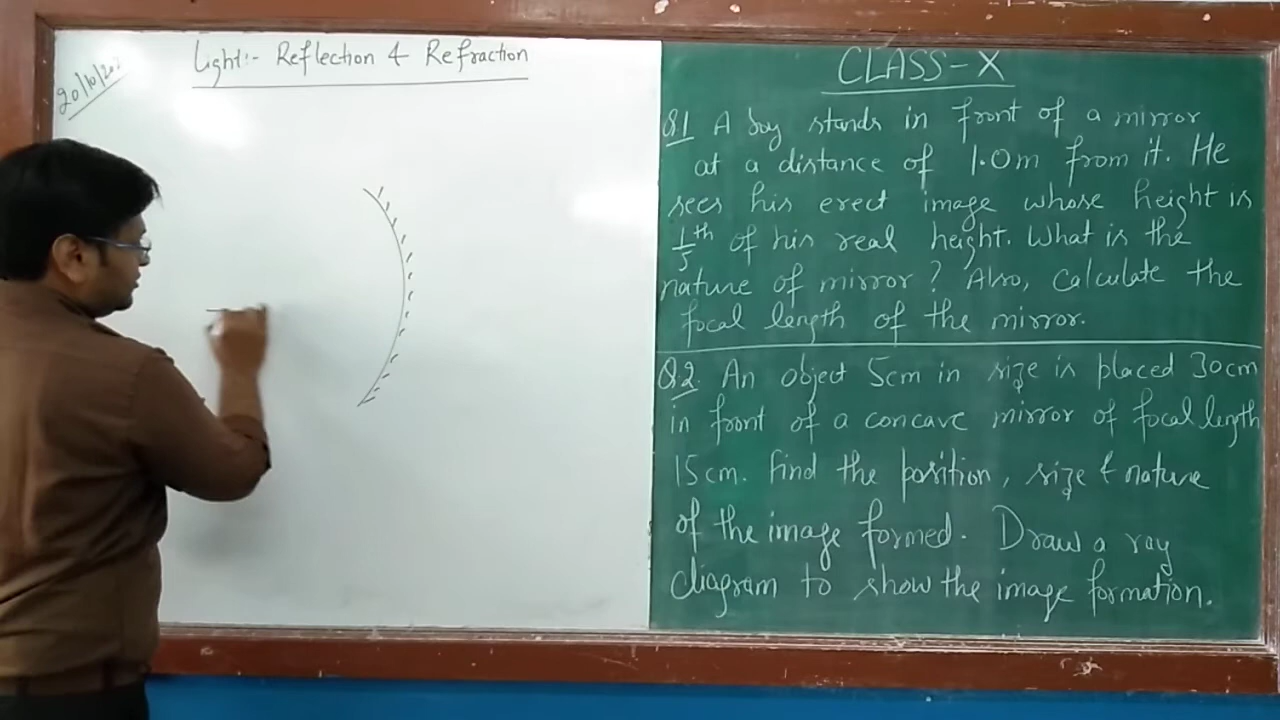 20/10/202
Light:- Reflection & Refraction
CLASS-X
Q.1 A boy stands in front of a mirror
at a distance of 1.0m from it. He
sees his erect image whose height is
1/5th of his real height. What is the
nature of mirror? Also, Calculate the
focal length of the mirror.
Q.2. An object 5cm in size is placed 30cm
in front of a concave mirror of focal length
15cm. Find the position, size & nature
of the image formed. Draw a ray
diagram to show the image formation.